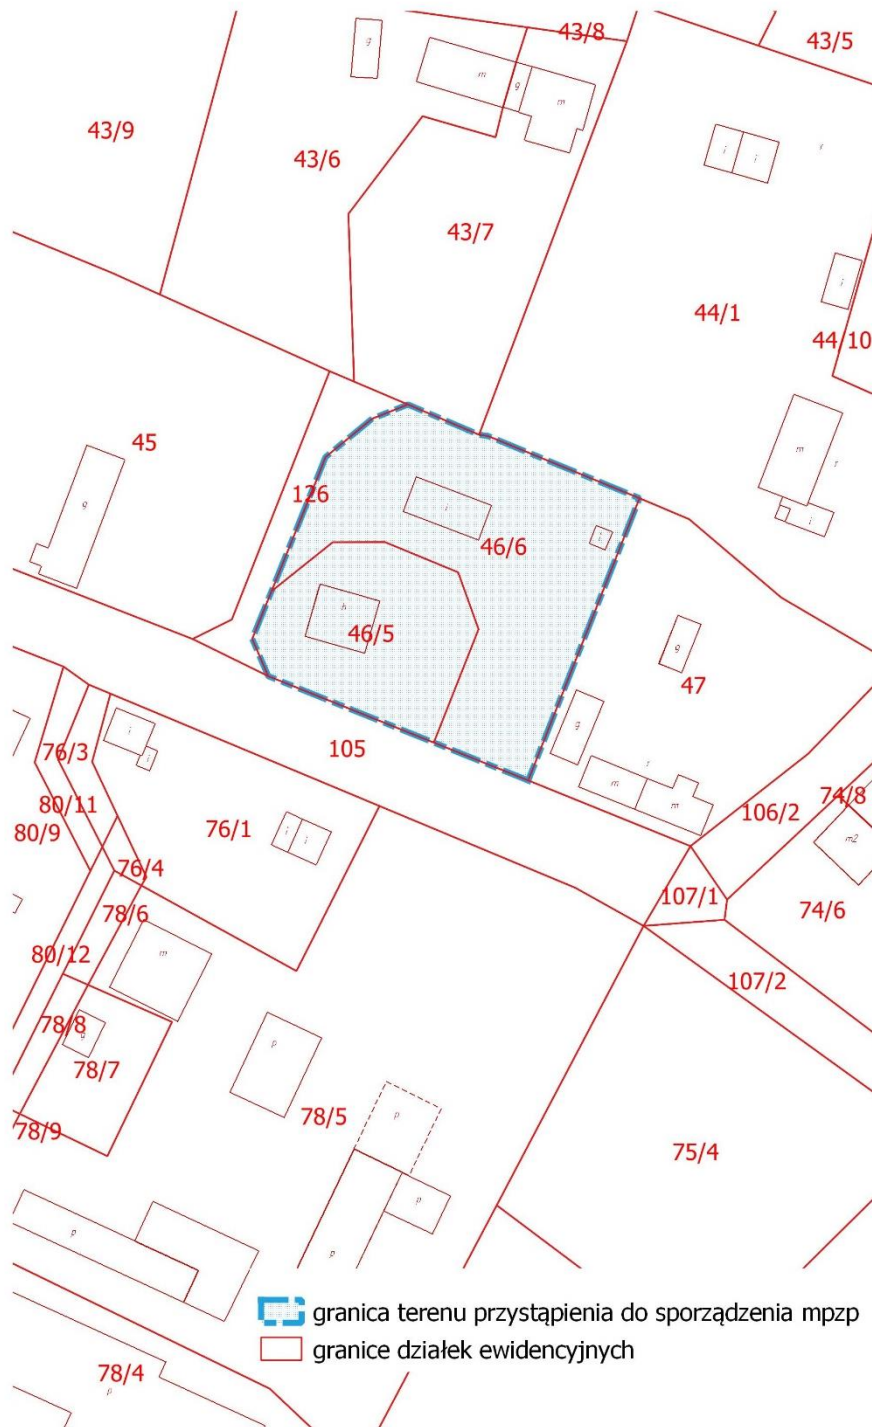 43/8
43/5
g
m
g
m
43/9
43/6
i
i
43/7
i
44/1
44/10
45
m
g
126
i
i
i
46/6
h
46/5
g
47
g
105
i
i
76/3
m
m
80/11
74/8
76/1
i
i
106/2
80/9
m2
76/4
107/1
74/6
78/6
m
80/12
107/2
78/8
g
p
78/7
78/5
p
78/9
75/4
p
p
p
granica terenu przystąpienia do sporządzenia mpzp
granice działek ewidencyjnych
78/4
p